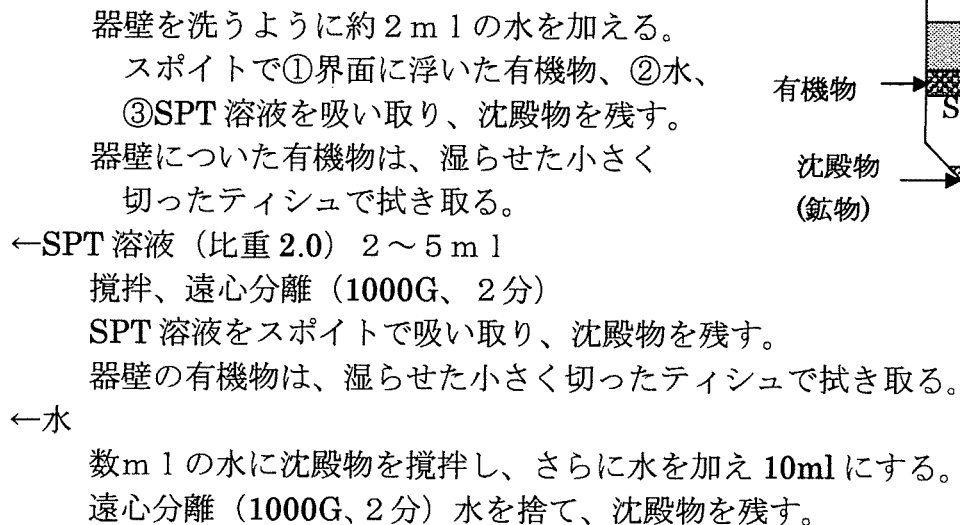 器壁を洗うように約２ｍｌの水を加える。
スポイトで①界面に浮いた有機物、②水、
③SPT 溶液を吸い取り、沈殿物を残す。
器壁についた有機物は、湿らせた小さく
切ったティシュで拭き取る。
有機物
S
沈殿物
(鉱物)
←SPT 溶液（比重 2.0）２～５ｍｌ
撹拌、遠心分離（1000G、２分）
SPT 溶液をスポイトで吸い取り、沈殿物を残す。
器壁の有機物は、湿らせた小さく切ったティシュで拭き取る。
←水
数ｍｌの水に沈殿物を撹拌し、さらに水を加え 10ml にする。
遠心分離（1000G、２分）水を捨て、沈殿物を残す。